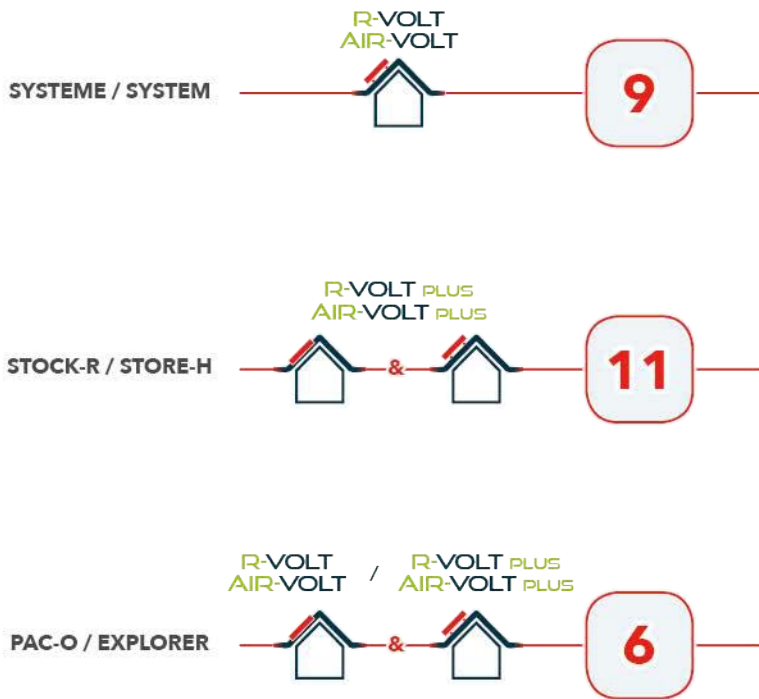 R-VOLT
AIR-VOLT
SYSTEME / SYSTEM
9
R-VOLT PLUS
AIR-VOLT PLUS
STOCK-R / STORE-H
&
11
R-VOLT / R-VOLT PLUS
AIR-VOLT AIR-VOLT PLUS
PAC-O / EXPLORER
&
6